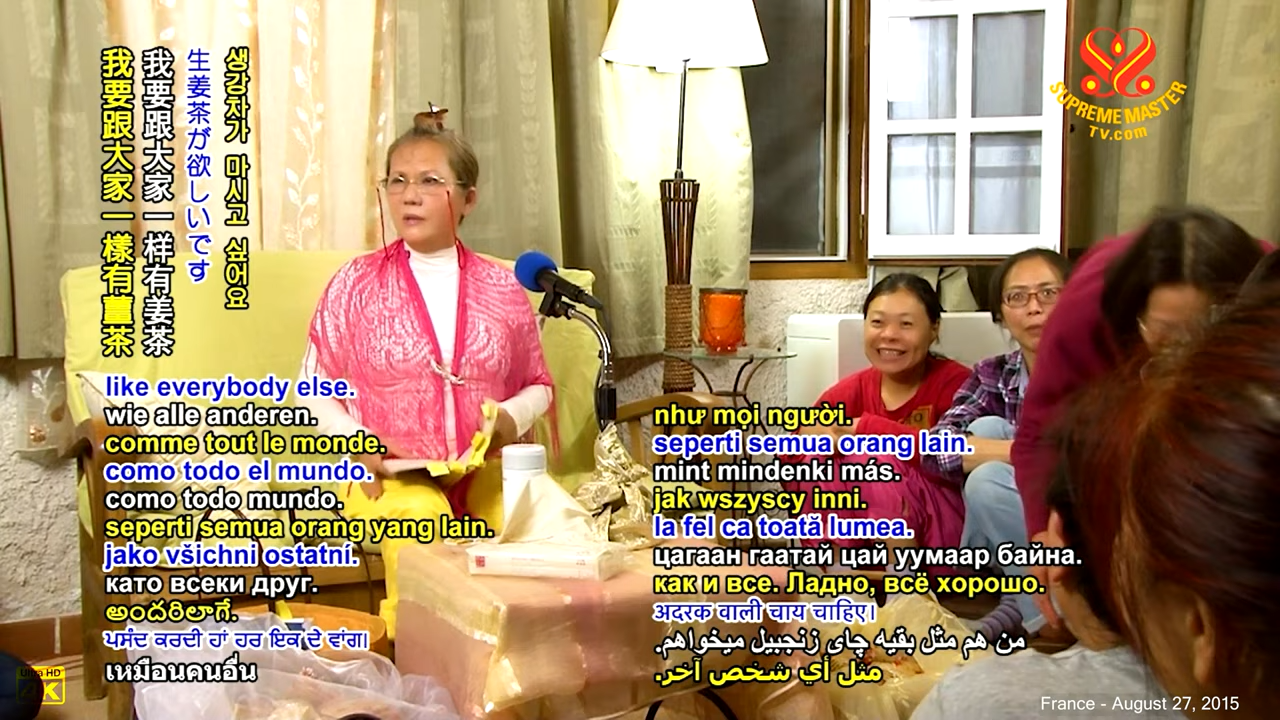 我要跟大家一樣有薑茶
我要跟大家一样有姜茶
生姜茶が欲しいです
생강차가 마시고 싶어요
SUPREME MASTER
TV.com
like everybody else.
wie alle anderen.
comme tout le monde.
como todo el mundo.
como todo mundo.
seperti semua orang yang lain.
jako všichni ostatní.
като всеки друг.
అందరిలాగే.
ਪਸੰਦ ਕਰਦੀ ਹਾਂ ਹਰ ਇਕ ਦੇ ਵਾਂਗ।
เหมือนคนอื่น
như mọi người.
seperti semua orang lain.
mint mindenki más.
jak wszyscy inni.
la fel ca toată lumea.
цагаан гаатай цай уумаар байна.
как и все. Ладно, всё хорошо.
अदरक वाली चाय चाहिए।
من هم مثل بقیه چای زنجبیل میخواهم.
مثل أي شخص آخر.
Ultra HD
4K
France - August 27, 2015